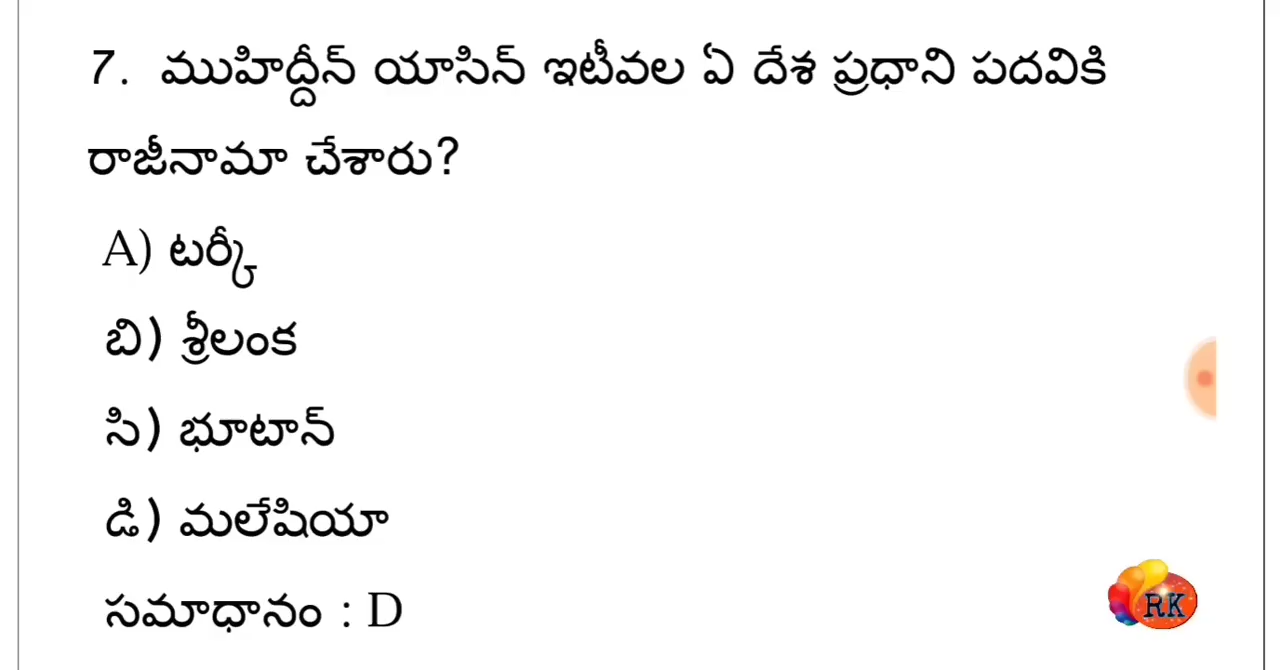 7. ముహిద్దీన్ యాసిన్ ఇటీవల ఏ దేశ ప్రధాని పదవికి
రాజీనామా చేశారు?
A) టర్కీ
బి) శ్రీలంక
సి) భూటాన్
డి) మలేషియా
సమాధానం : D
RK